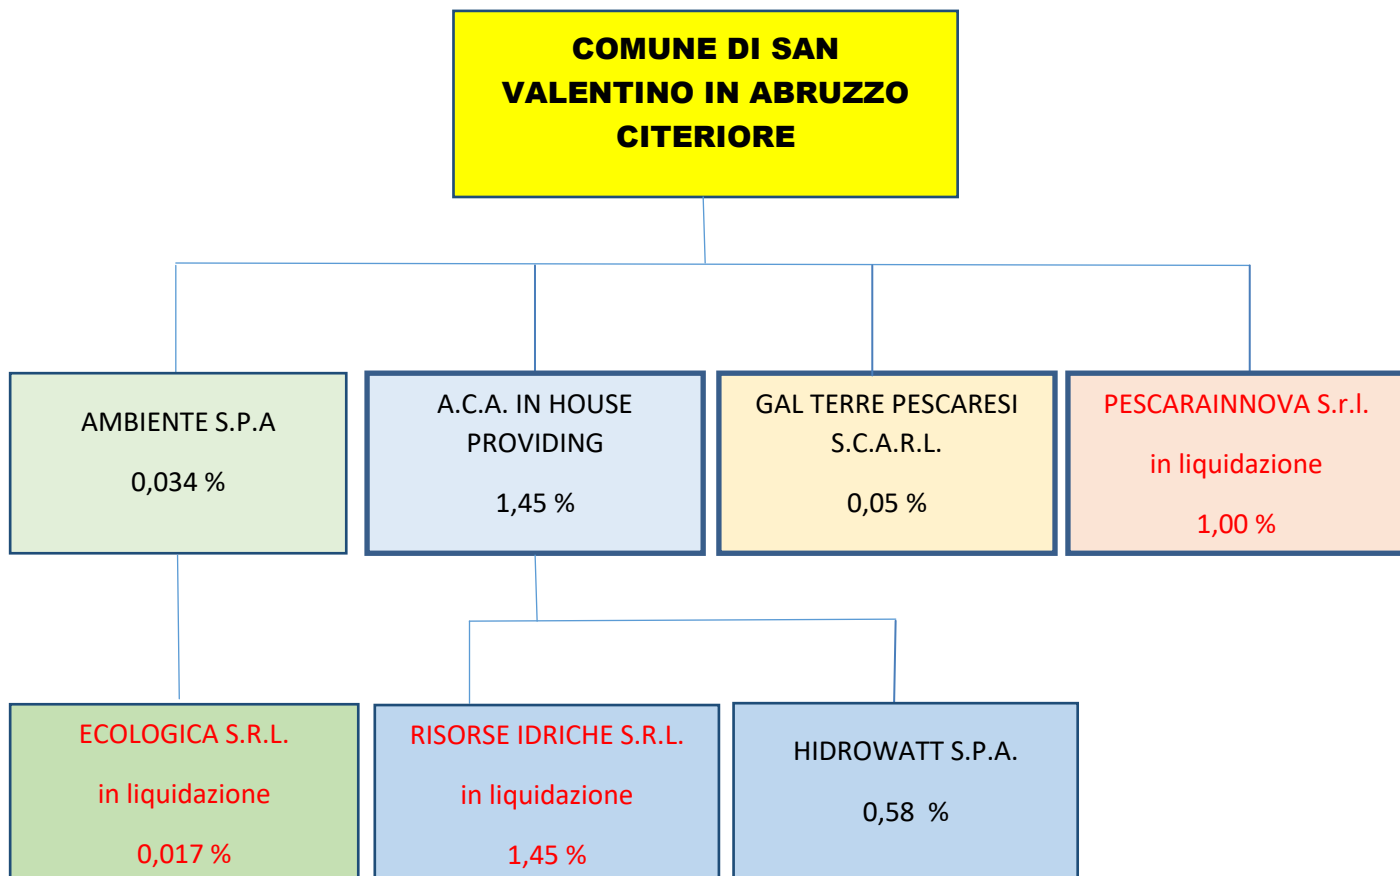 COMUNE DI SAN
VALENTINO IN ABRUZZO
CITERIORE
AMBIENTE S.P.A
0,034 %
A.C.A. IN HOUSE
PROVIDING
1,45 %
GAL TERRE PESCARESI
S.C.A.R.L.
0,05 %
PESCARAINNOVA S.r.l.
in liquidazione
1,00 %
ECOLOGICA S.R.L.
in liquidazione
0,017 %
RISORSE IDRICHE S.R.L.
in liquidazione
1,45 %
HIDROWATT S.P.A.
0,58 %